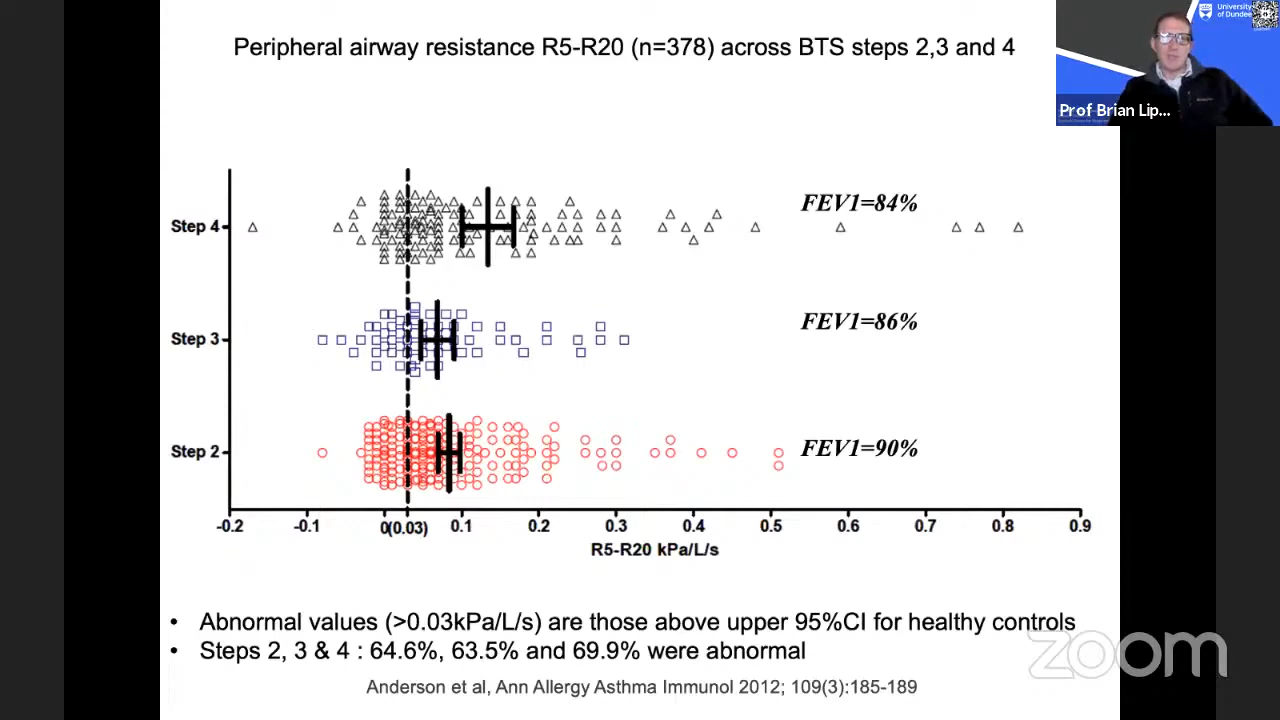 Peripheral airway resistance R5-R20 (n=378) across BTS steps 2,3 and 4
University
of Dundee
Prof Brian Lip...
Step 4
FEV1=84%
Step 3
FEV1=86%
Step 2
FEV1=90%
-0.2 -0.1 0(0.03) 0.1 0.2 0.3 0.4 0.5 0.6 0.7 0.8 0.9
R5-R20 kPa/L/s
• Abnormal values (>0.03kPa/L/s) are those above upper 95%CI for healthy controls
• Steps 2, 3 & 4 : 64.6%, 63.5% and 69.9% were abnormal
zoom
Anderson et al, Ann Allergy Asthma Immunol 2012; 109(3):185-189